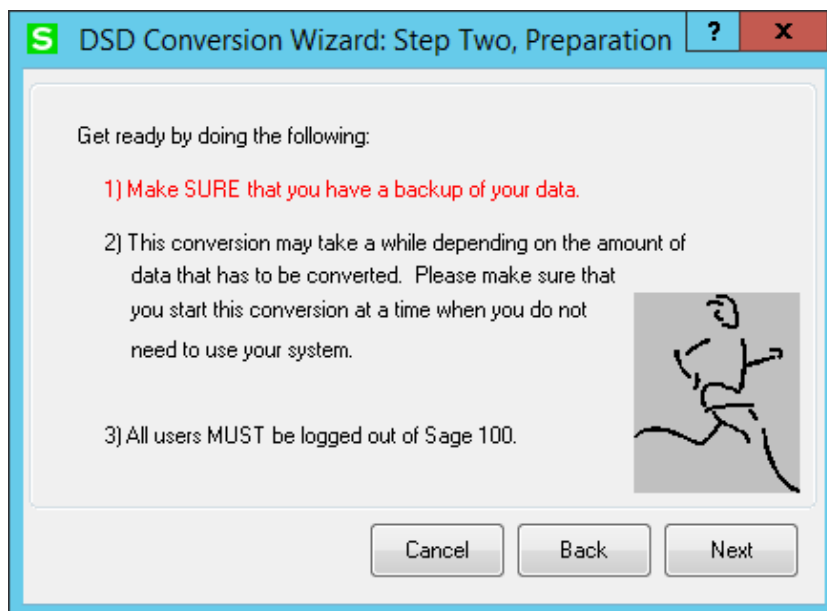 S DSD Conversion Wizard: Step Two, Preparation ? x
Get ready by doing the following:
1) Make SURE that you have a backup of your data.
2) This conversion may take a while depending on the amount of
data that has to be converted. Please make sure that
you start this conversion at a time when you do not
need to use your system.
3) All users MUST be logged out of Sage 100.
Cancel Back Next